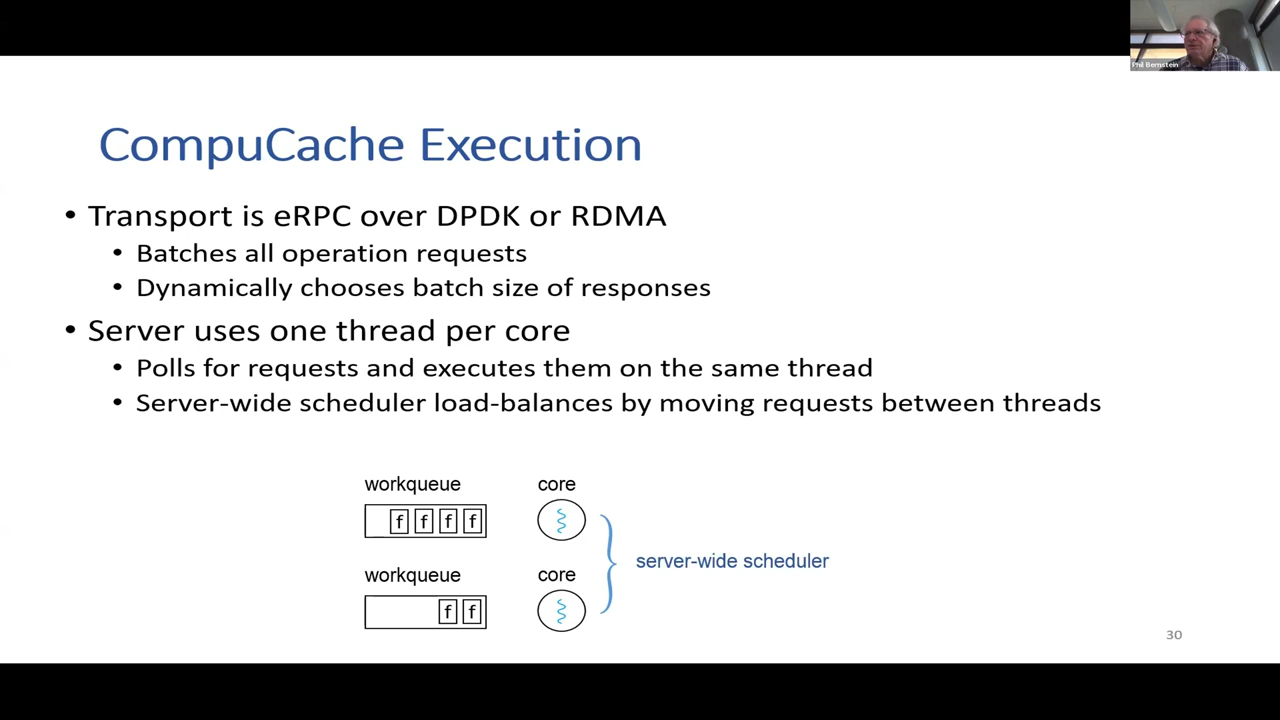 Phil Bernstein
CompuCache Execution
• Transport is eRPC over DPDK or RDMA
• Batches all operation requests
• Dynamically chooses batch size of responses
• Server uses one thread per core
• Polls for requests and executes them on the same thread
• Server-wide scheduler load-balances by moving requests between threads
workqueue core
f f f f
server-wide scheduler
workqueue core
f f
30